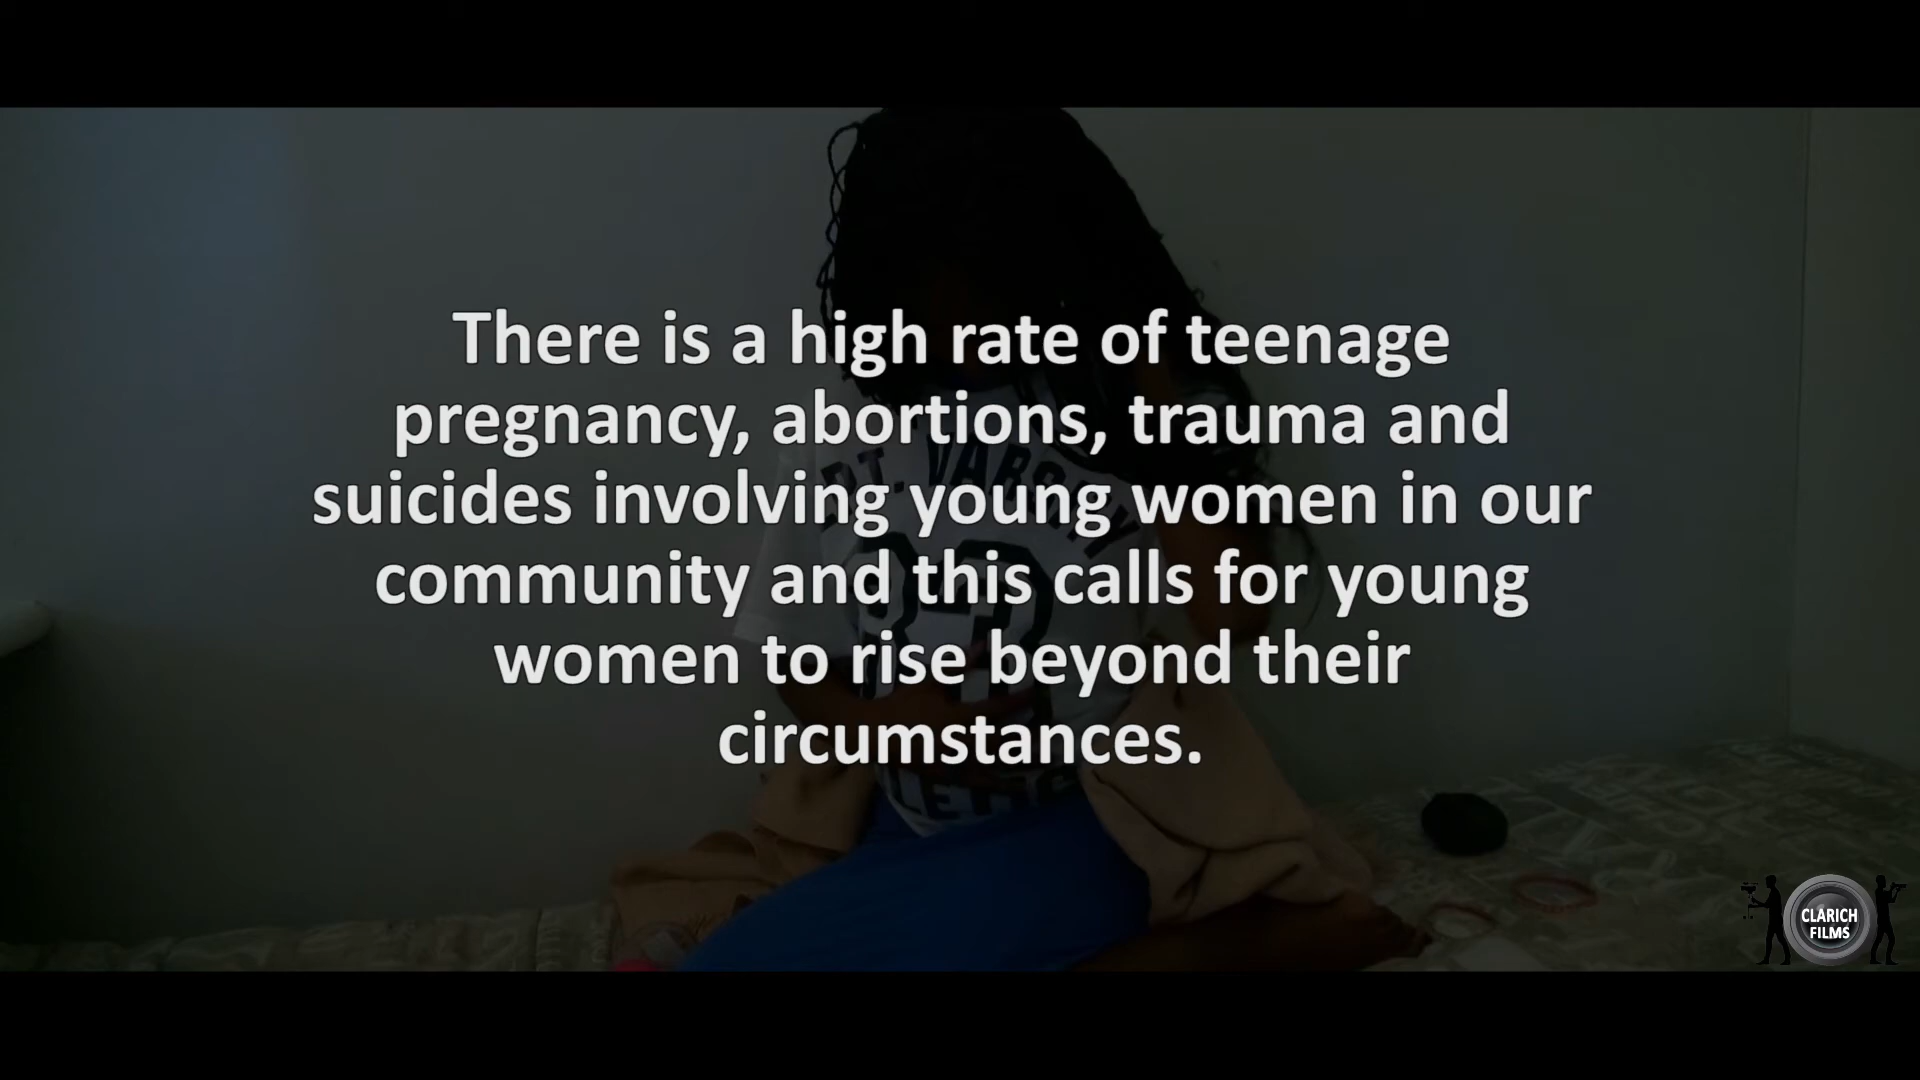 There is a high rate of teenage
pregnancy, abortions, trauma and
suicides involving young women in our
community and this calls for young
women to rise beyond their
circumstances.
VARSITY
CLARICH
FILMS